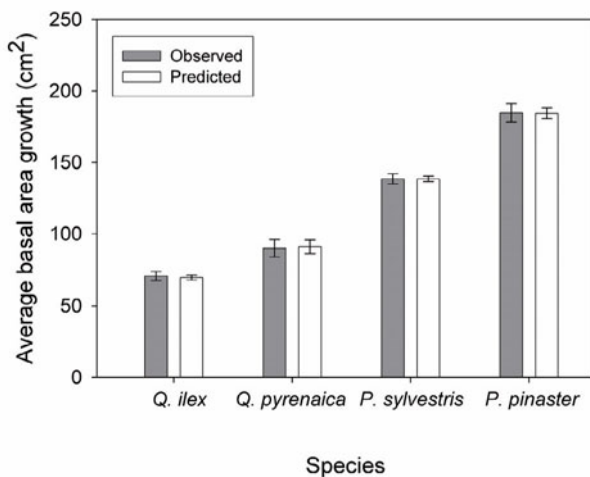 Average basal area growth (cm²)
250
200
150
100
50
0
Observed
Predicted
Q. ilex Q. pyrenaica P. sylvestris P. pinaster
Species